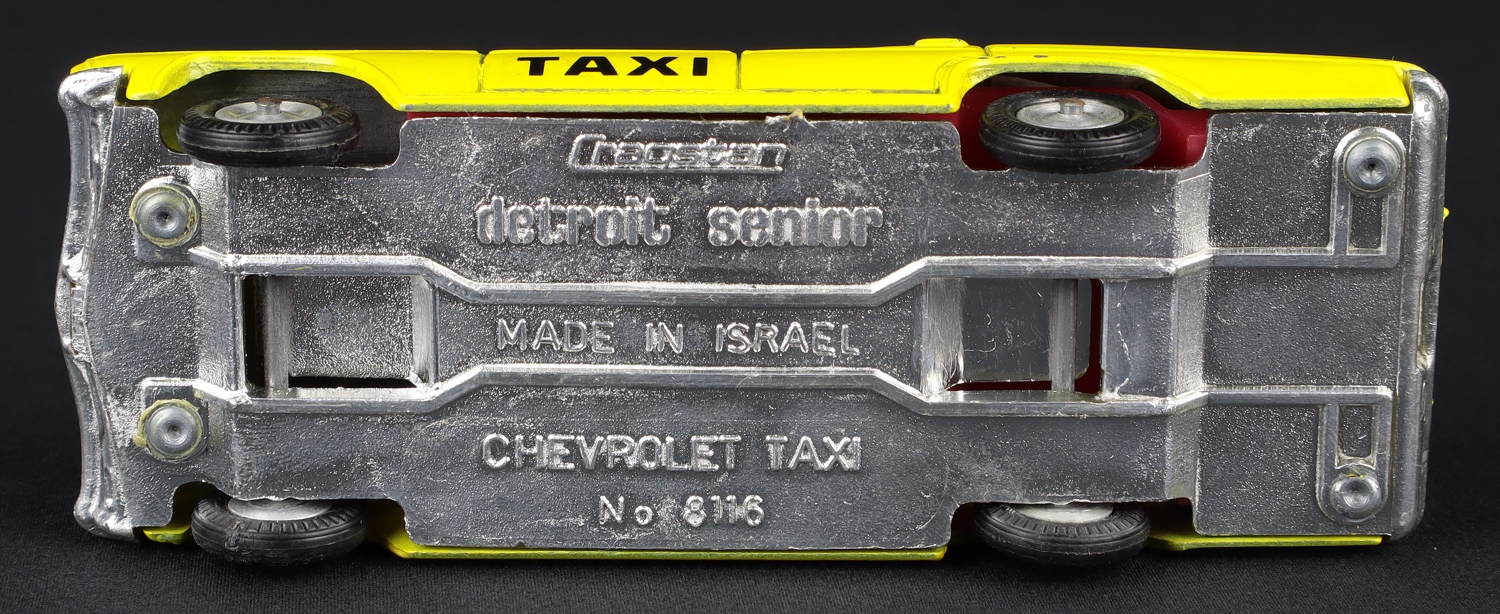 TAXI
Cragstan
detroit senior
MADE IN ISRAEL
CHEVROLET TAXI
No 8116